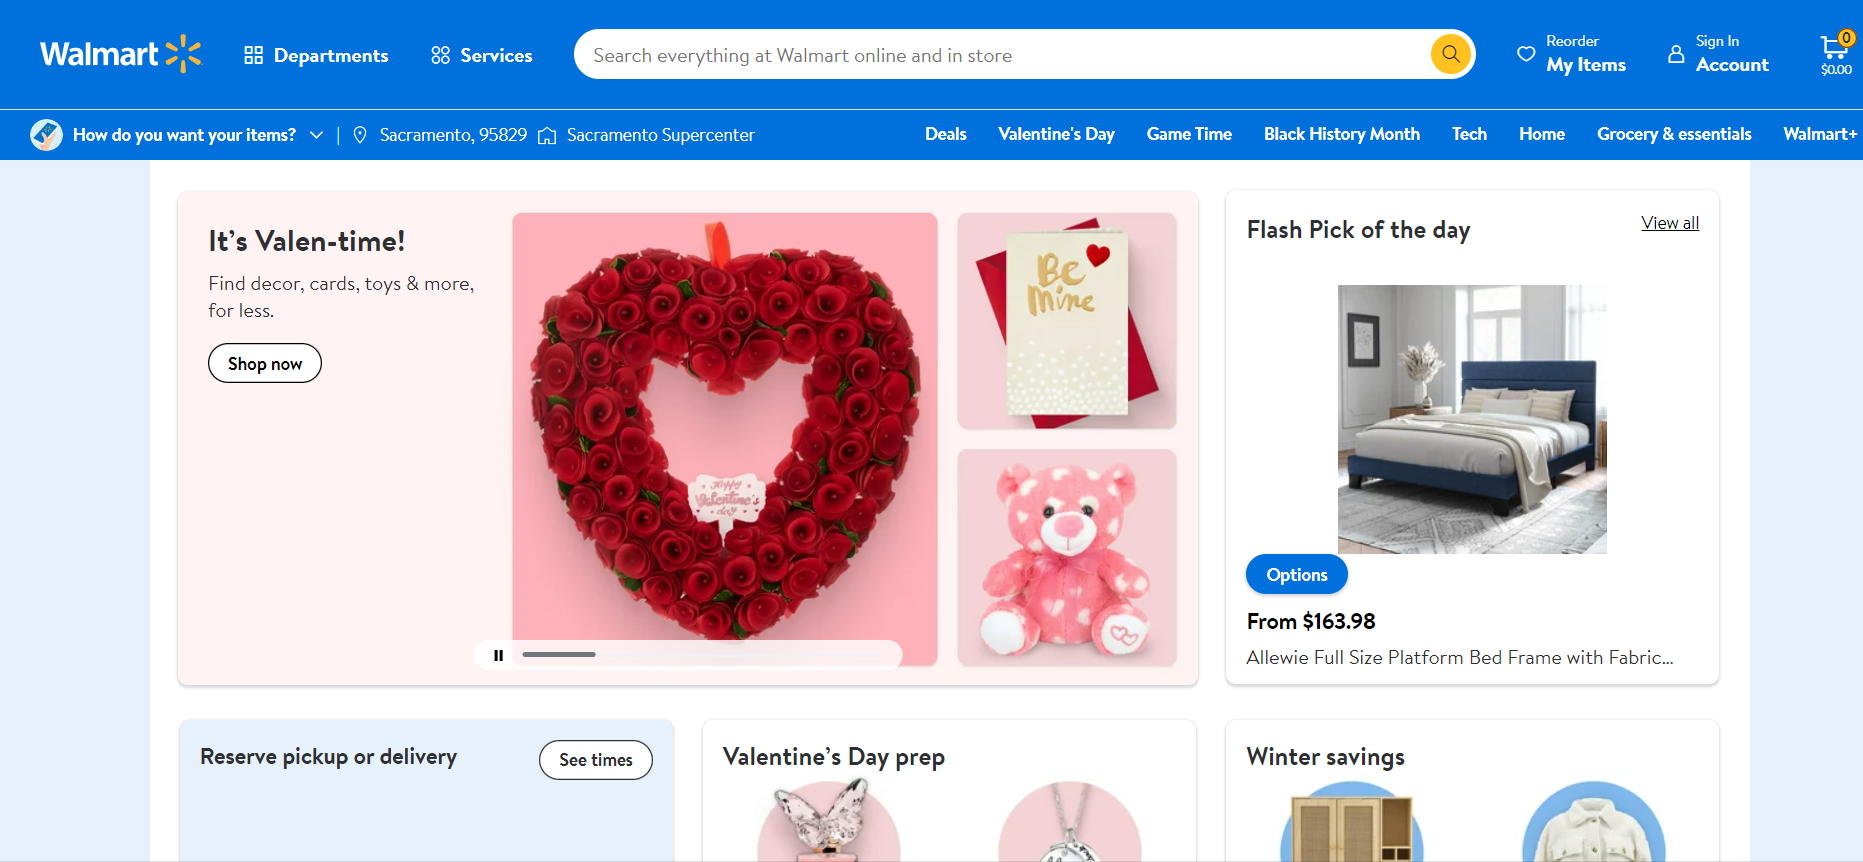 Walmart
Departments
Services
Search everything at Walmart online and in store
Reorder
My Items
Sign In
Account
0
$0.00
How do you want your items?
Sacramento, 95829
Sacramento Supercenter
Deals
Valentine's Day
Game Time
Black History Month
Tech
Home
Grocery & essentials
Walmart+
It’s Valen-time!
Find decor, cards, toys & more,
for less.
Shop now
Happy
Valentine's
day
Be
Mine
Flash Pick of the day
View all
Options
From $163.98
Allewie Full Size Platform Bed Frame with Fabric...
Reserve pickup or delivery
See times
Valentine’s Day prep
Winter savings